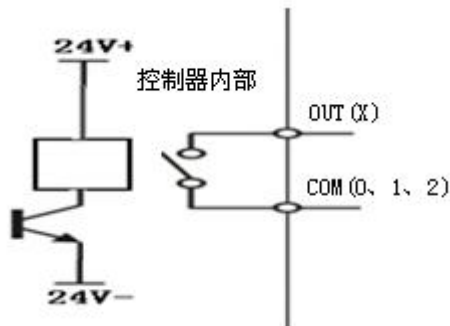 24V+
控制器内部
OUT(X)
COM(0、1、2)
24V-